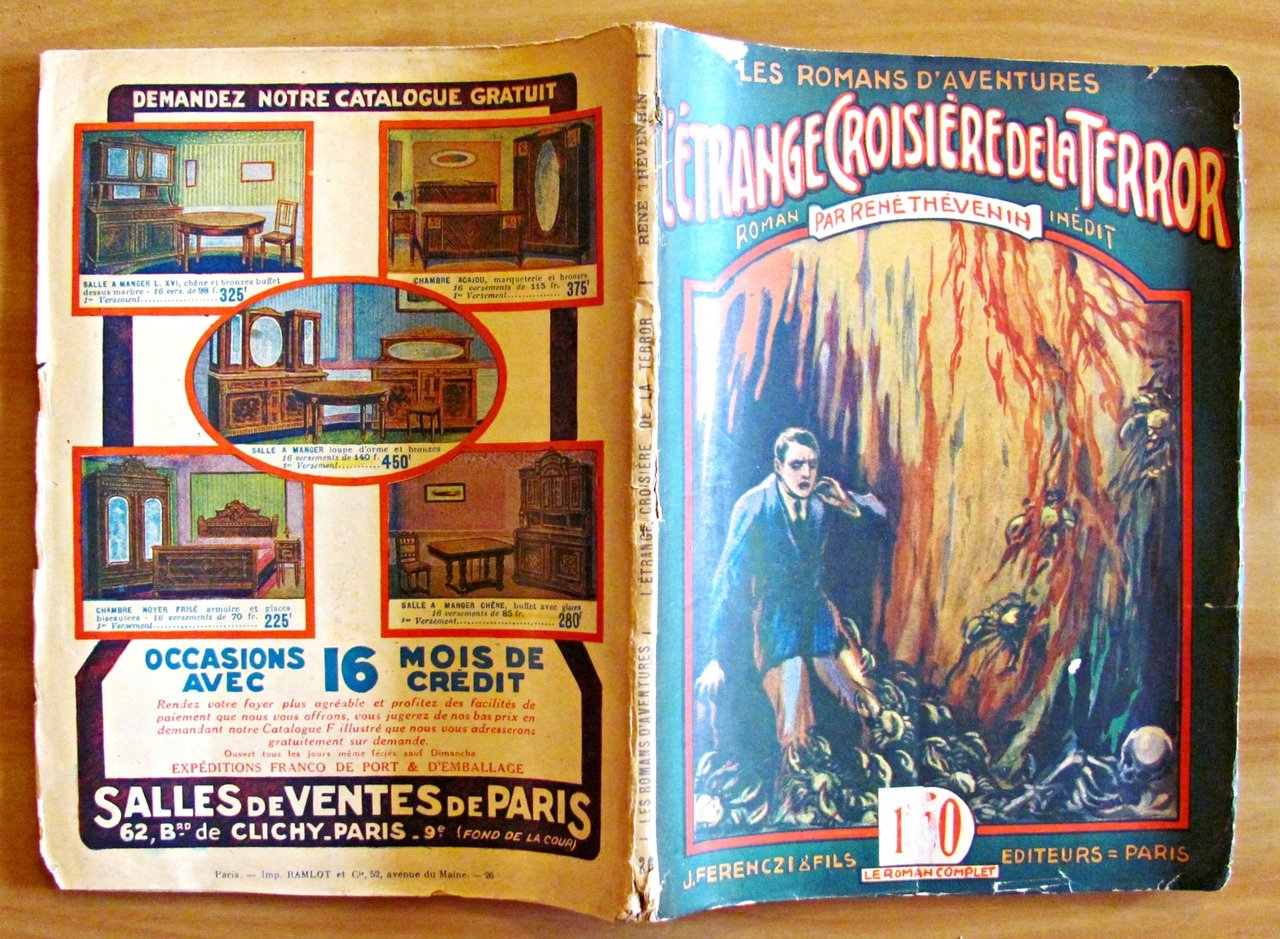 DEMANDEZ NOTRE CATALOGUE GRATUIT
SALLE A MANGER L. XVI, chêne et bronzes buffet
dessus marbre - 16 vers. de 98 f.
1er Versement............ 325f
CHAMBRE ACAJOU, marqueterie et bronzes
16 versements de 115 fr.
1er Versement............ 375f
SALLE A MANGER loupe d'orme et bronzes
16 versements de 140 f.
1er Versement............ 450f
CHAMBRE NOYER FRISÉ armoire et glaces
biseautées - 16 versements de 70 fr.
1er Versement............ 225f
SALLE A MANGER CHÊNE, buffet avec glaces
16 versements de 85 fr.
1er Versement............ 280f
OCCASIONS AVEC 16 MOIS DE CRÉDIT
Rendez votre foyer plus agréable et profitez des facilités de
paiement que nous vous offrons, vous jugerez de nos bas prix en
demandant notre Catalogue F illustré que nous vous adresserons
gratuitement sur demande.
Ouvert tous les jours même fériés sauf Dimanche
EXPÉDITIONS FRANCO DE PORT & D'EMBALLAGE
SALLES DE VENTES DE PARIS
62, BRD de CLICHY_PARIS_9e (FOND DE LA COUR)
Paris. — Imp. RAMLOT et Cie, 52, avenue du Maine. — 26
26 LES ROMANS D'AVENTURES L'ÉTRANGE CROISIÈRE DE LA TERROR RENÉ THÉVENIN
LES ROMANS D'AVENTURES
L'ÉTRANGE CROISIÈRE DE LA TERROR
ROMAN PAR RENÉ THÉVENIN INÉDIT
J. FERENCZI & FILS EDITEURS = PARIS
LE ROMAN COMPLET